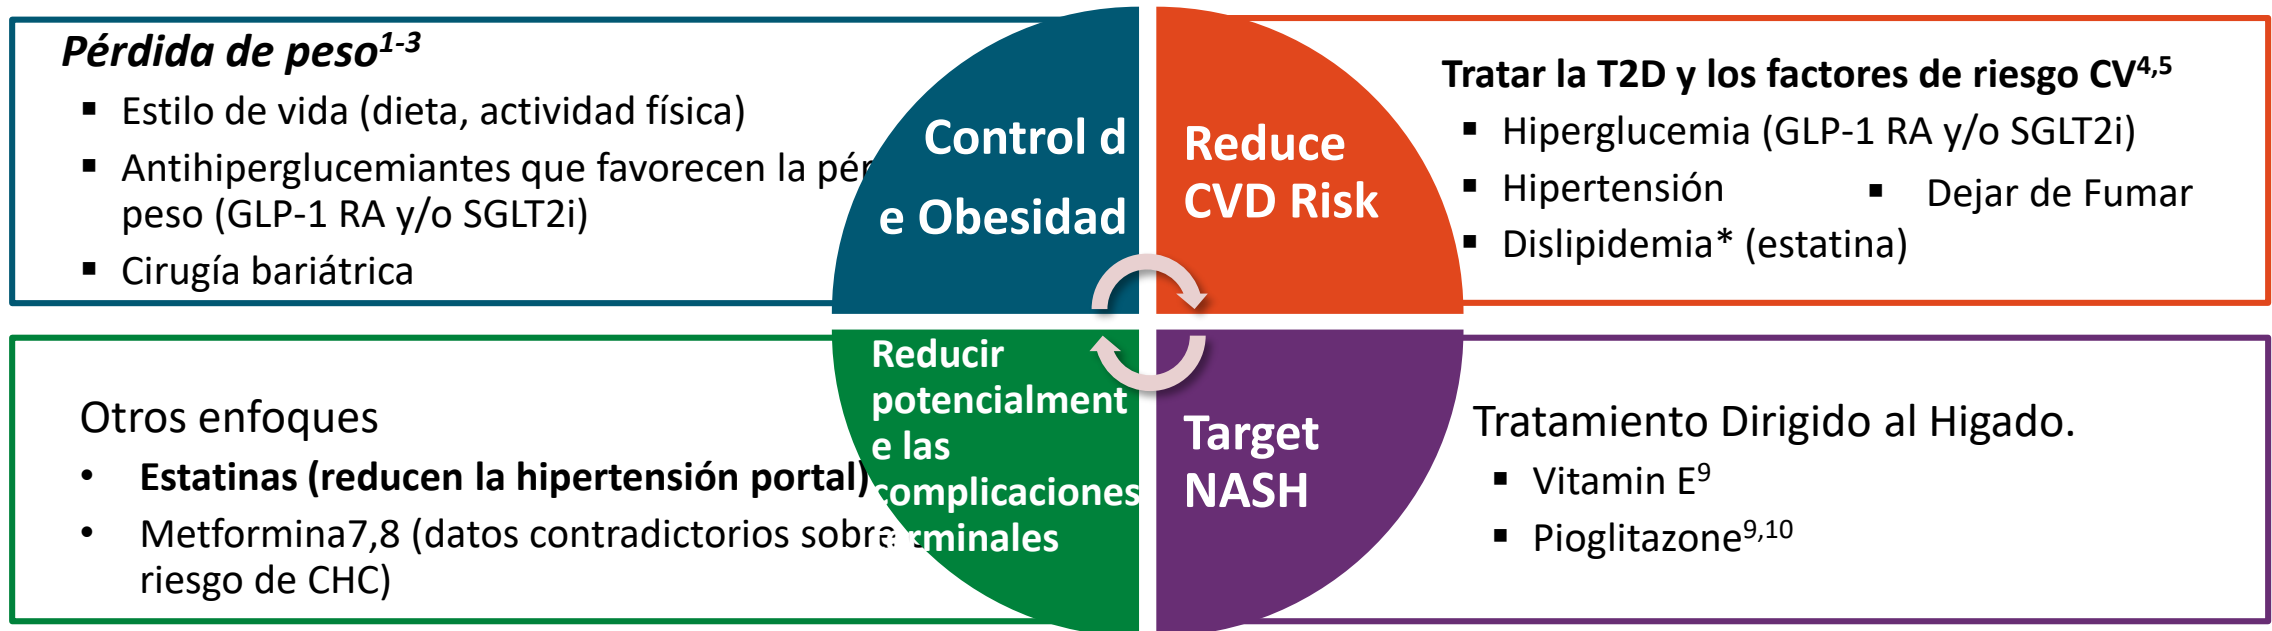 Pérdida de peso1-3
▪ Estilo de vida (dieta, actividad física)
▪ Antihiperglucemiantes que favorecen la
peso (GLP-1 RA y/o SGLT2i)
▪ Cirugía bariátrica
Control d
e Obesidad
Reduce
CVD Risk
Tratar la T2D y los factores de riesgo CV4,5
▪ Hiperglucemia (GLP-1 RA y/o SGLT2i)
▪ Hipertensión
▪ Dejar de Fumar
▪ Dislipidemia* (estatina)
Otros enfoques
• Estatinas (reducen la hipertensión portal)
• Metformina7,8 (datos contradictorios sobre
riesgo de CHC)
Reducir
potencialment
e las
complicaciones
terminales
Target
NASH
Tratamiento Dirigido al Higado.
▪ Vitamin E9
▪ Pioglitazone9,10